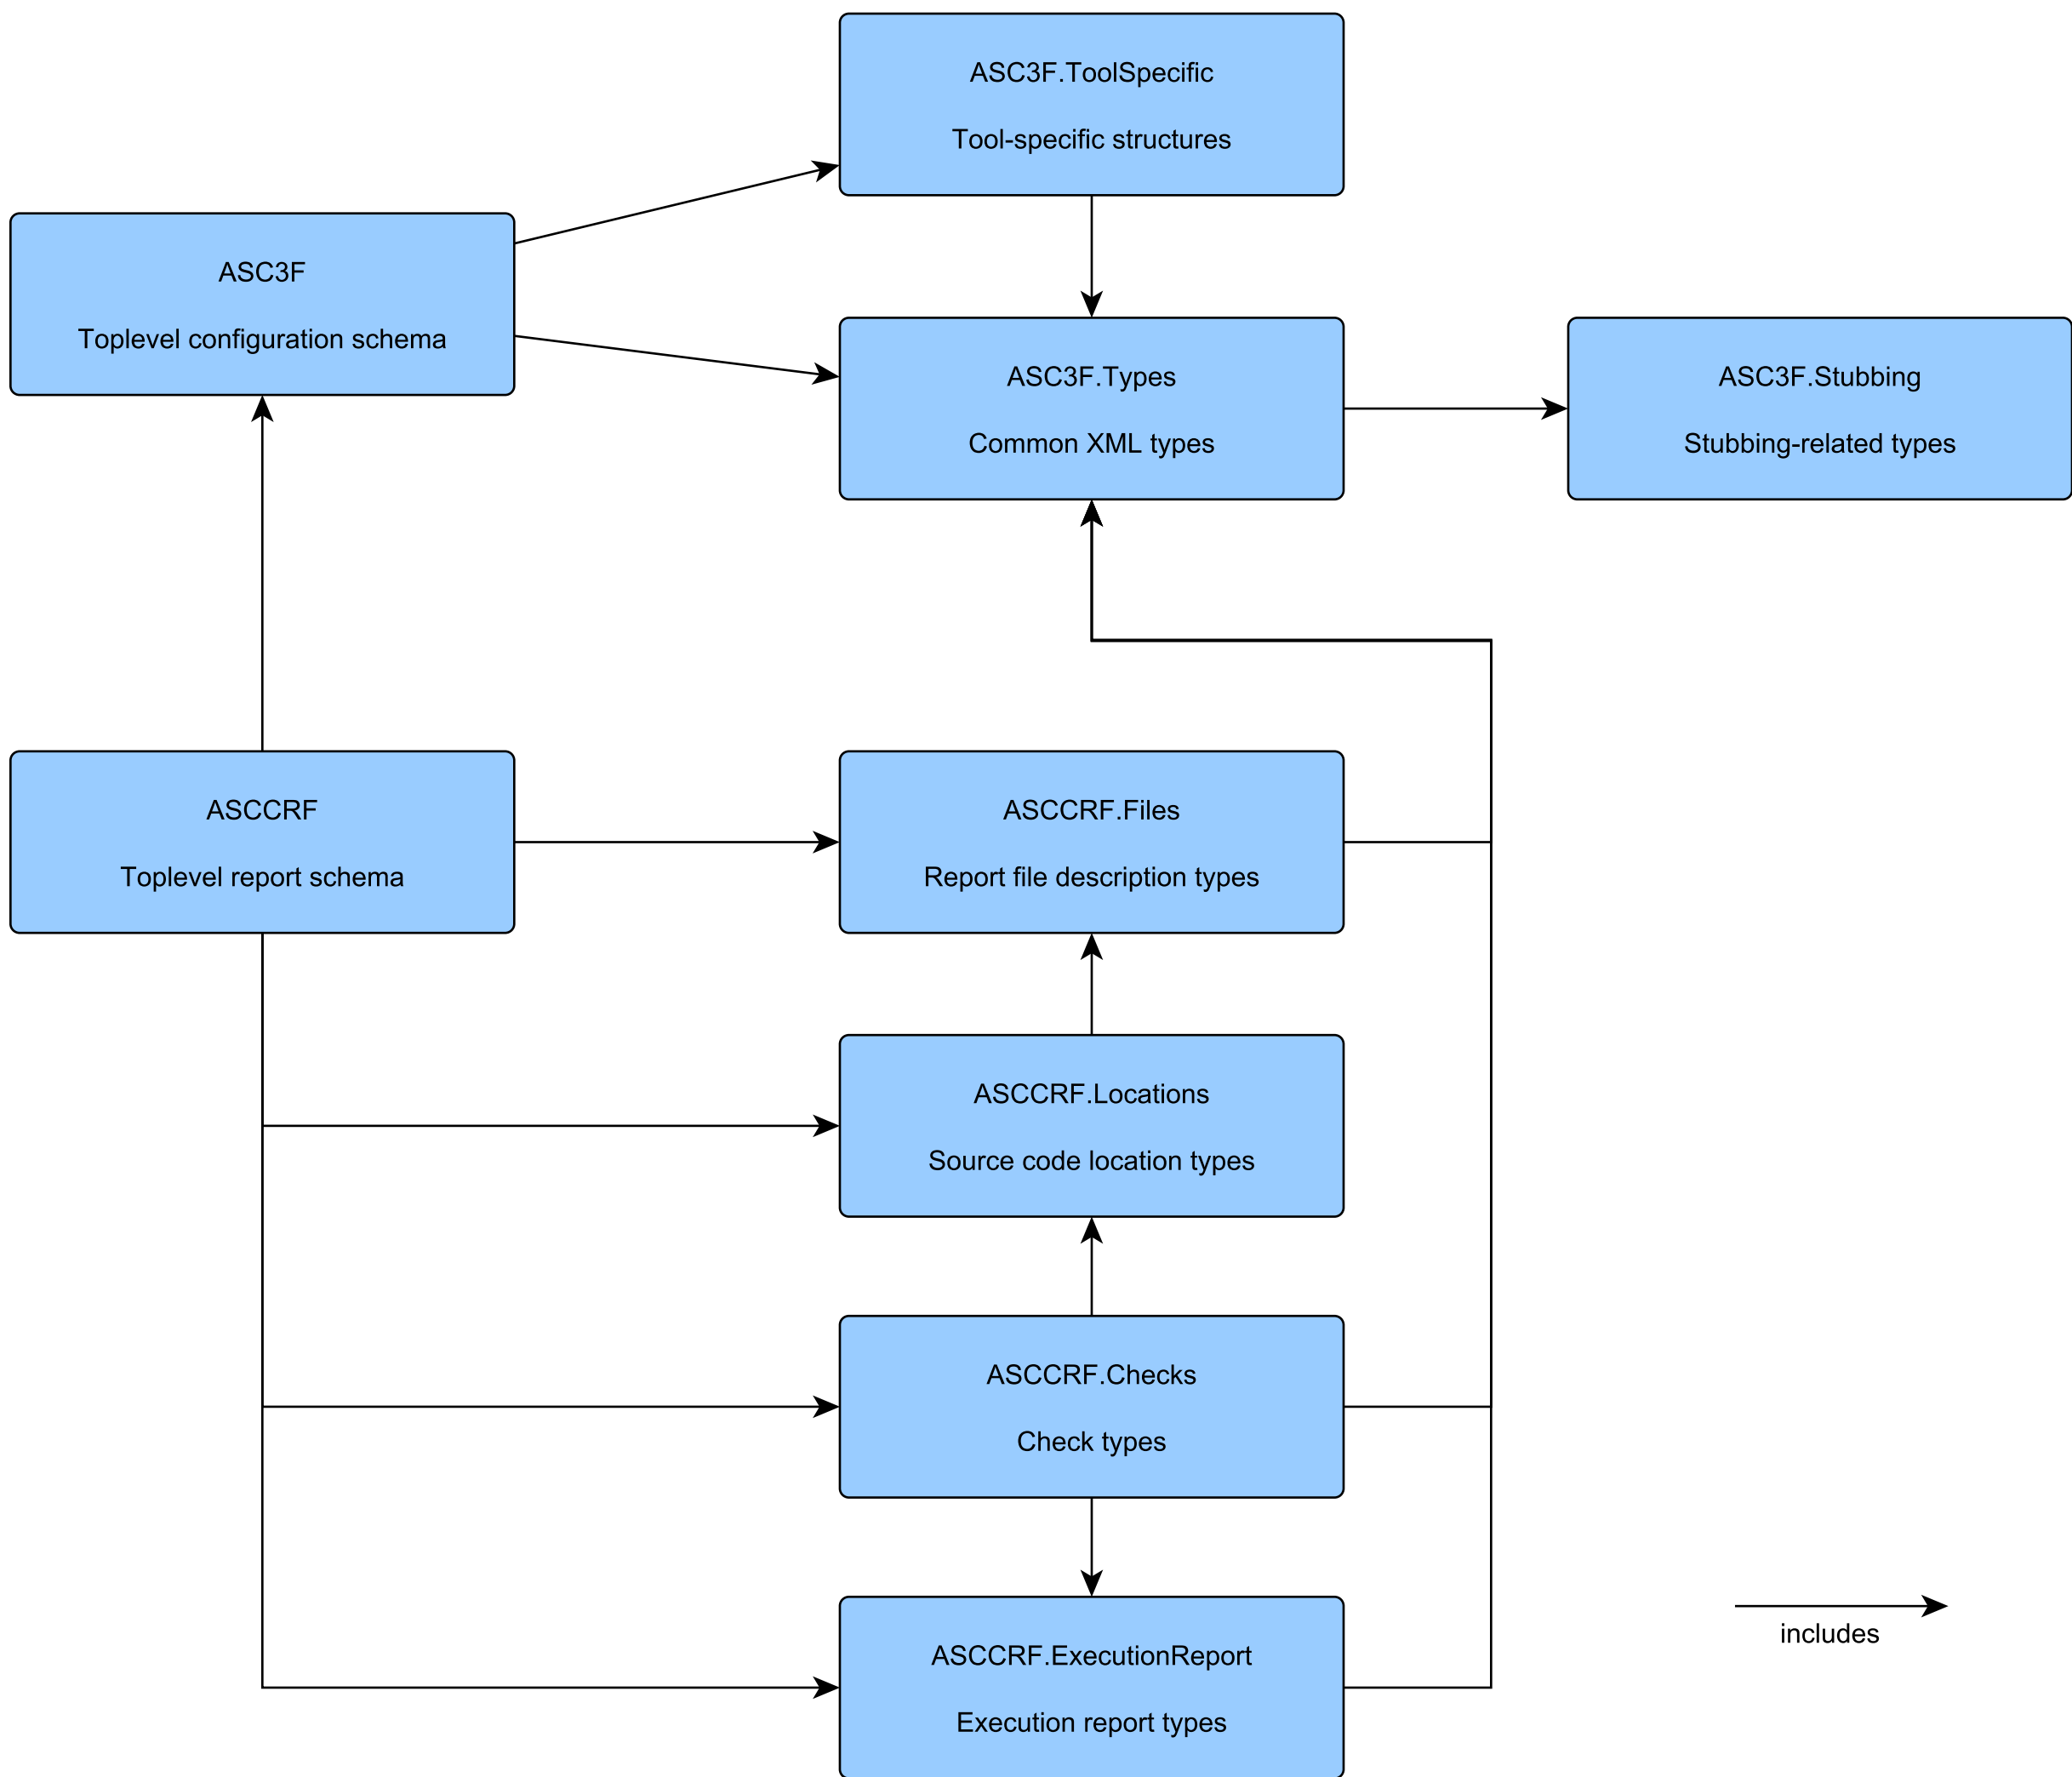 ASC3F.ToolSpecific
Tool-specific structures
ASC3F
Toplevel configuration schema
ASC3F.Types
Common XML types
ASC3F.Stubbing
Stubbing-related types
ASCCRF
Toplevel report schema
ASCCRF.Files
Report file description types
ASCCRF.Locations
Source code location types
ASCCRF.Checks
Check types
ASCCRF.ExecutionReport
Execution report types
includes